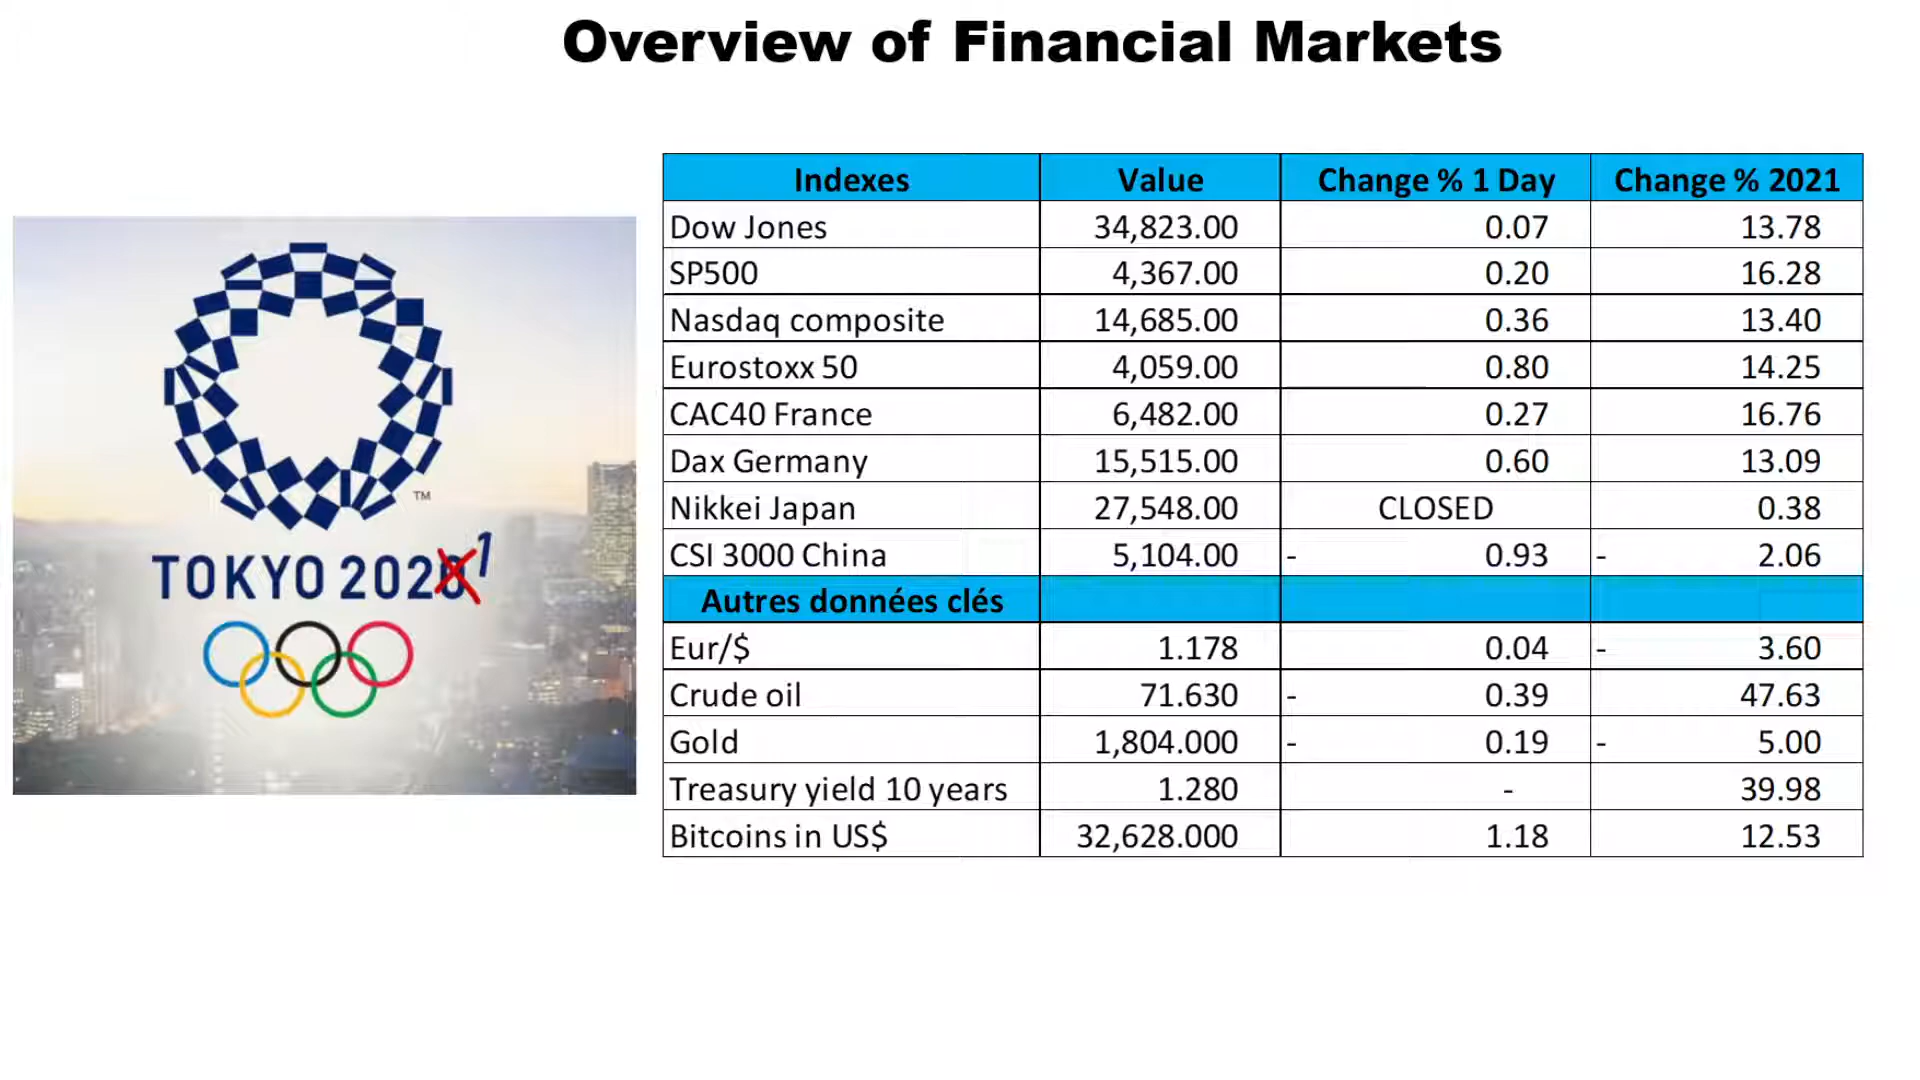 Overview of Financial Markets
TM
TOKYO 2020 1
Indexes Value Change % 1 Day Change % 2021
Dow Jones 34,823.00 0.07 13.78
SP500 4,367.00 0.20 16.28
Nasdaq composite 14,685.00 0.36 13.40
Eurostoxx 50 4,059.00 0.80 14.25
CAC40 France 6,482.00 0.27 16.76
Dax Germany 15,515.00 0.60 13.09
Nikkei Japan 27,548.00 CLOSED 0.38
CSI 3000 China 5,104.00 - 0.93 - 2.06
Autres données clés
Eur/$ 1.178 0.04 - 3.60
Crude oil 71.630 - 0.39 47.63
Gold 1,804.000 - 0.19 - 5.00
Treasury yield 10 years 1.280 - 39.98
Bitcoins in US$ 32,628.000 1.18 12.53